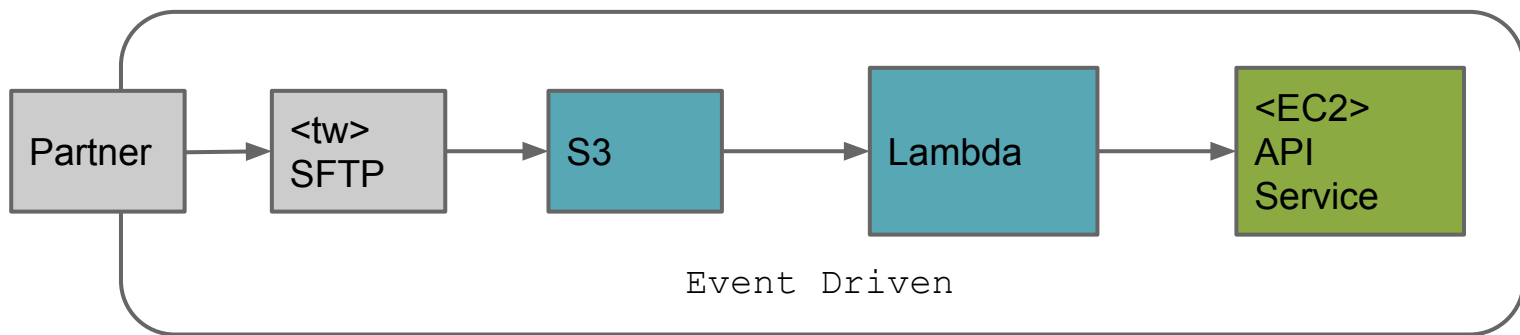 Partner
<tw>
SFTP
S3
Lambda
<EC2>
API
Service
Event Driven